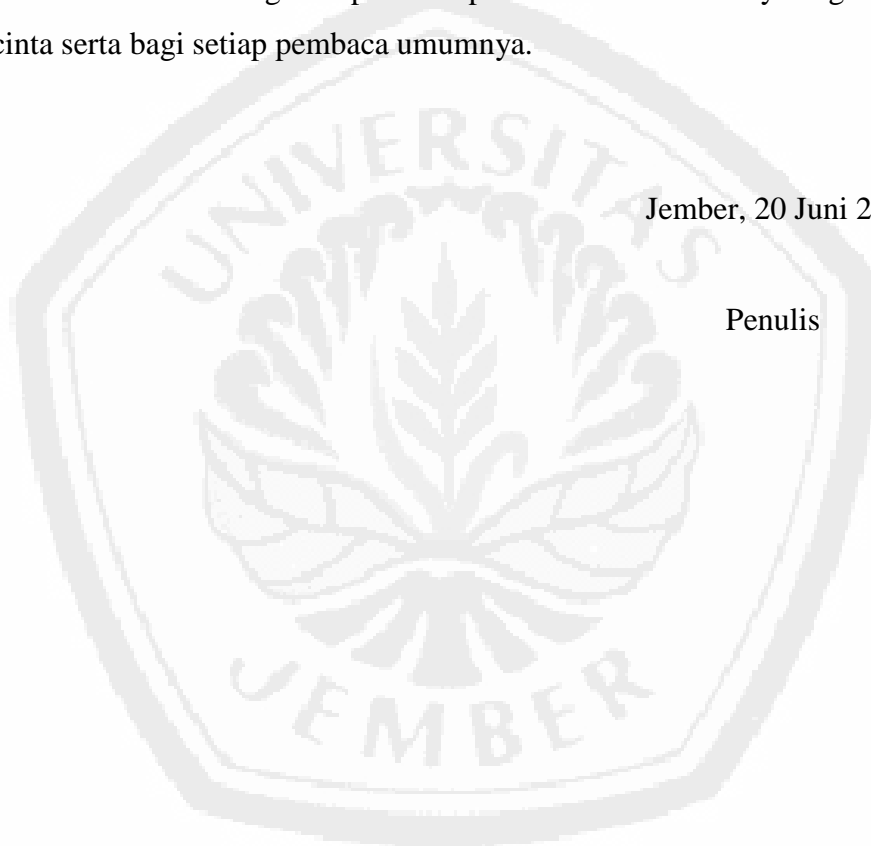 cinta serta bagi setiap pembaca umumnya.
UNIVERSITAS
Jember, 20 Juni 2
Penulis
JEMBER